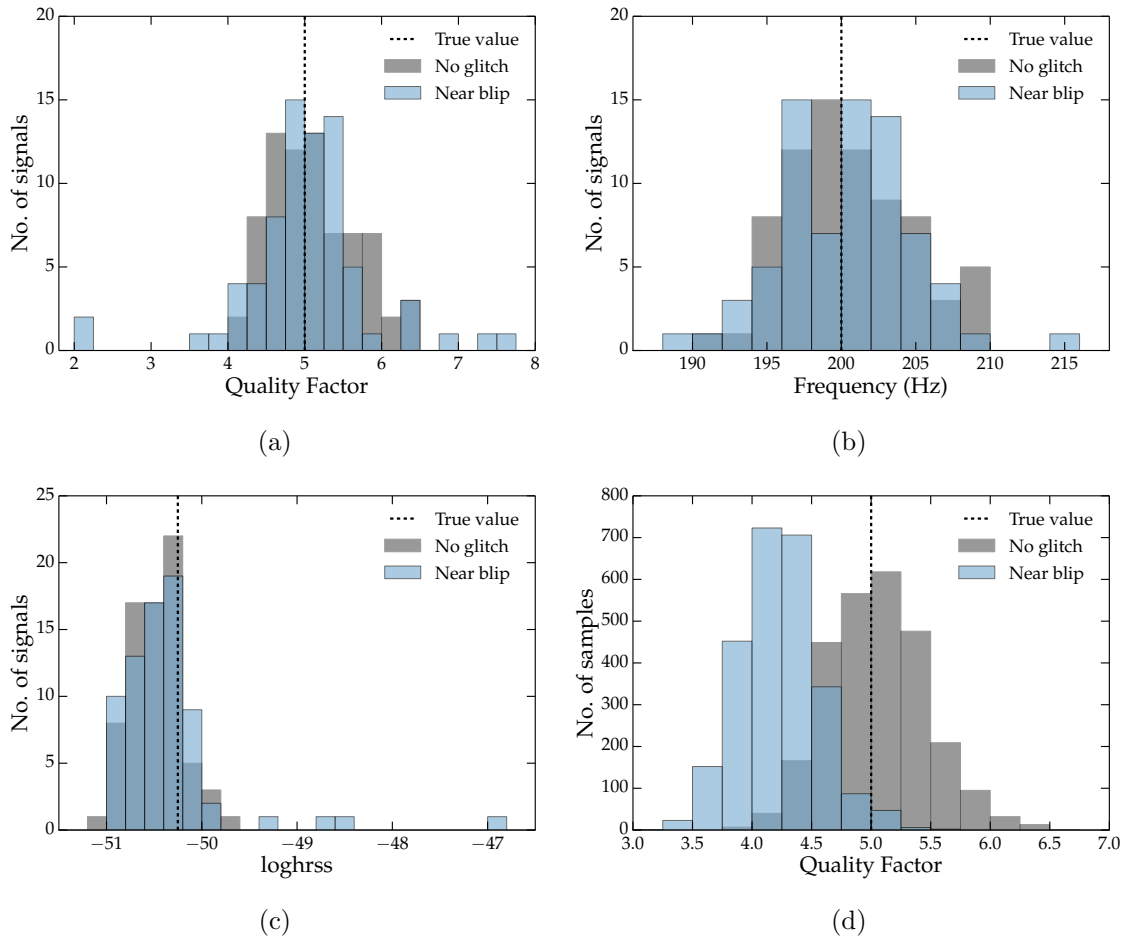 20
15
10
5
0
No. of signals
True value
No glitch
Near blip
2 3 4 5 6 7 8
Quality Factor
(a)
20
15
10
5
0
No. of signals
True value
No glitch
Near blip
190 195 200 205 210 215
Frequency (Hz)
(b)
25
20
15
10
5
0
No. of signals
True value
No glitch
Near blip
−51 −50 −49 −48 −47
loghrss
(c)
800
700
600
500
400
300
200
100
0
No. of samples
True value
No glitch
Near blip
3.0 3.5 4.0 4.5 5.0 5.5 6.0 6.5 7.0
Quality Factor
(d)